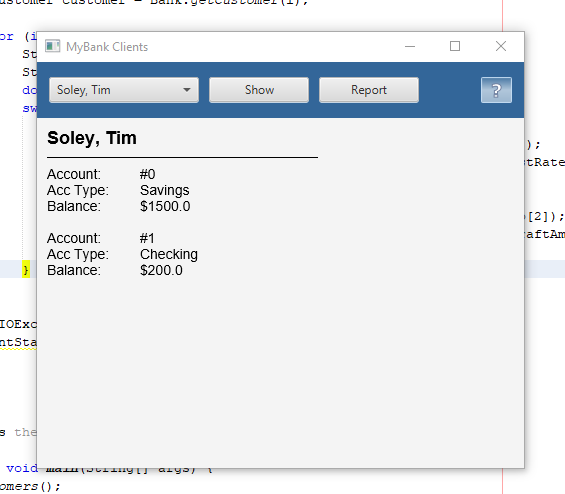 ustomer customer = Bank.getCustomer(i);
or (i
MyBank Clients
St
St
do
Soley, Tim Show Report ?
sw
Soley, Tim
);
stRate
Account: #0
Acc Type: Savings
Balance: $1500.0
o[2]);
raftAm
Account: #1
Acc Type: Checking
Balance: $200.0
}
IOExc
ntSta
s the
void main(String[] args) {
omers();